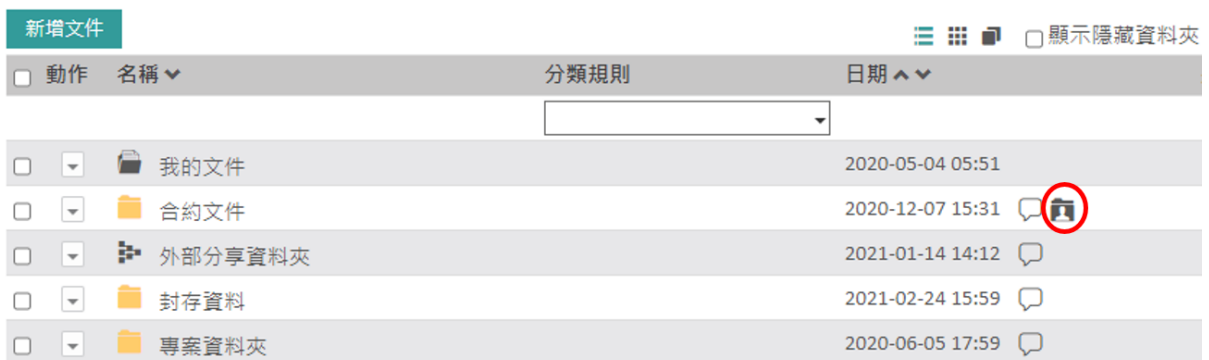 新增文件
顯示隱藏資料夾
動作 名稱 分類規則 日期
我的文件 2020-05-04 05:51
合約文件 2020-12-07 15:31
外部分享資料夾 2021-01-14 14:12
封存資料 2021-02-24 15:59
專案資料夾 2020-06-05 17:59